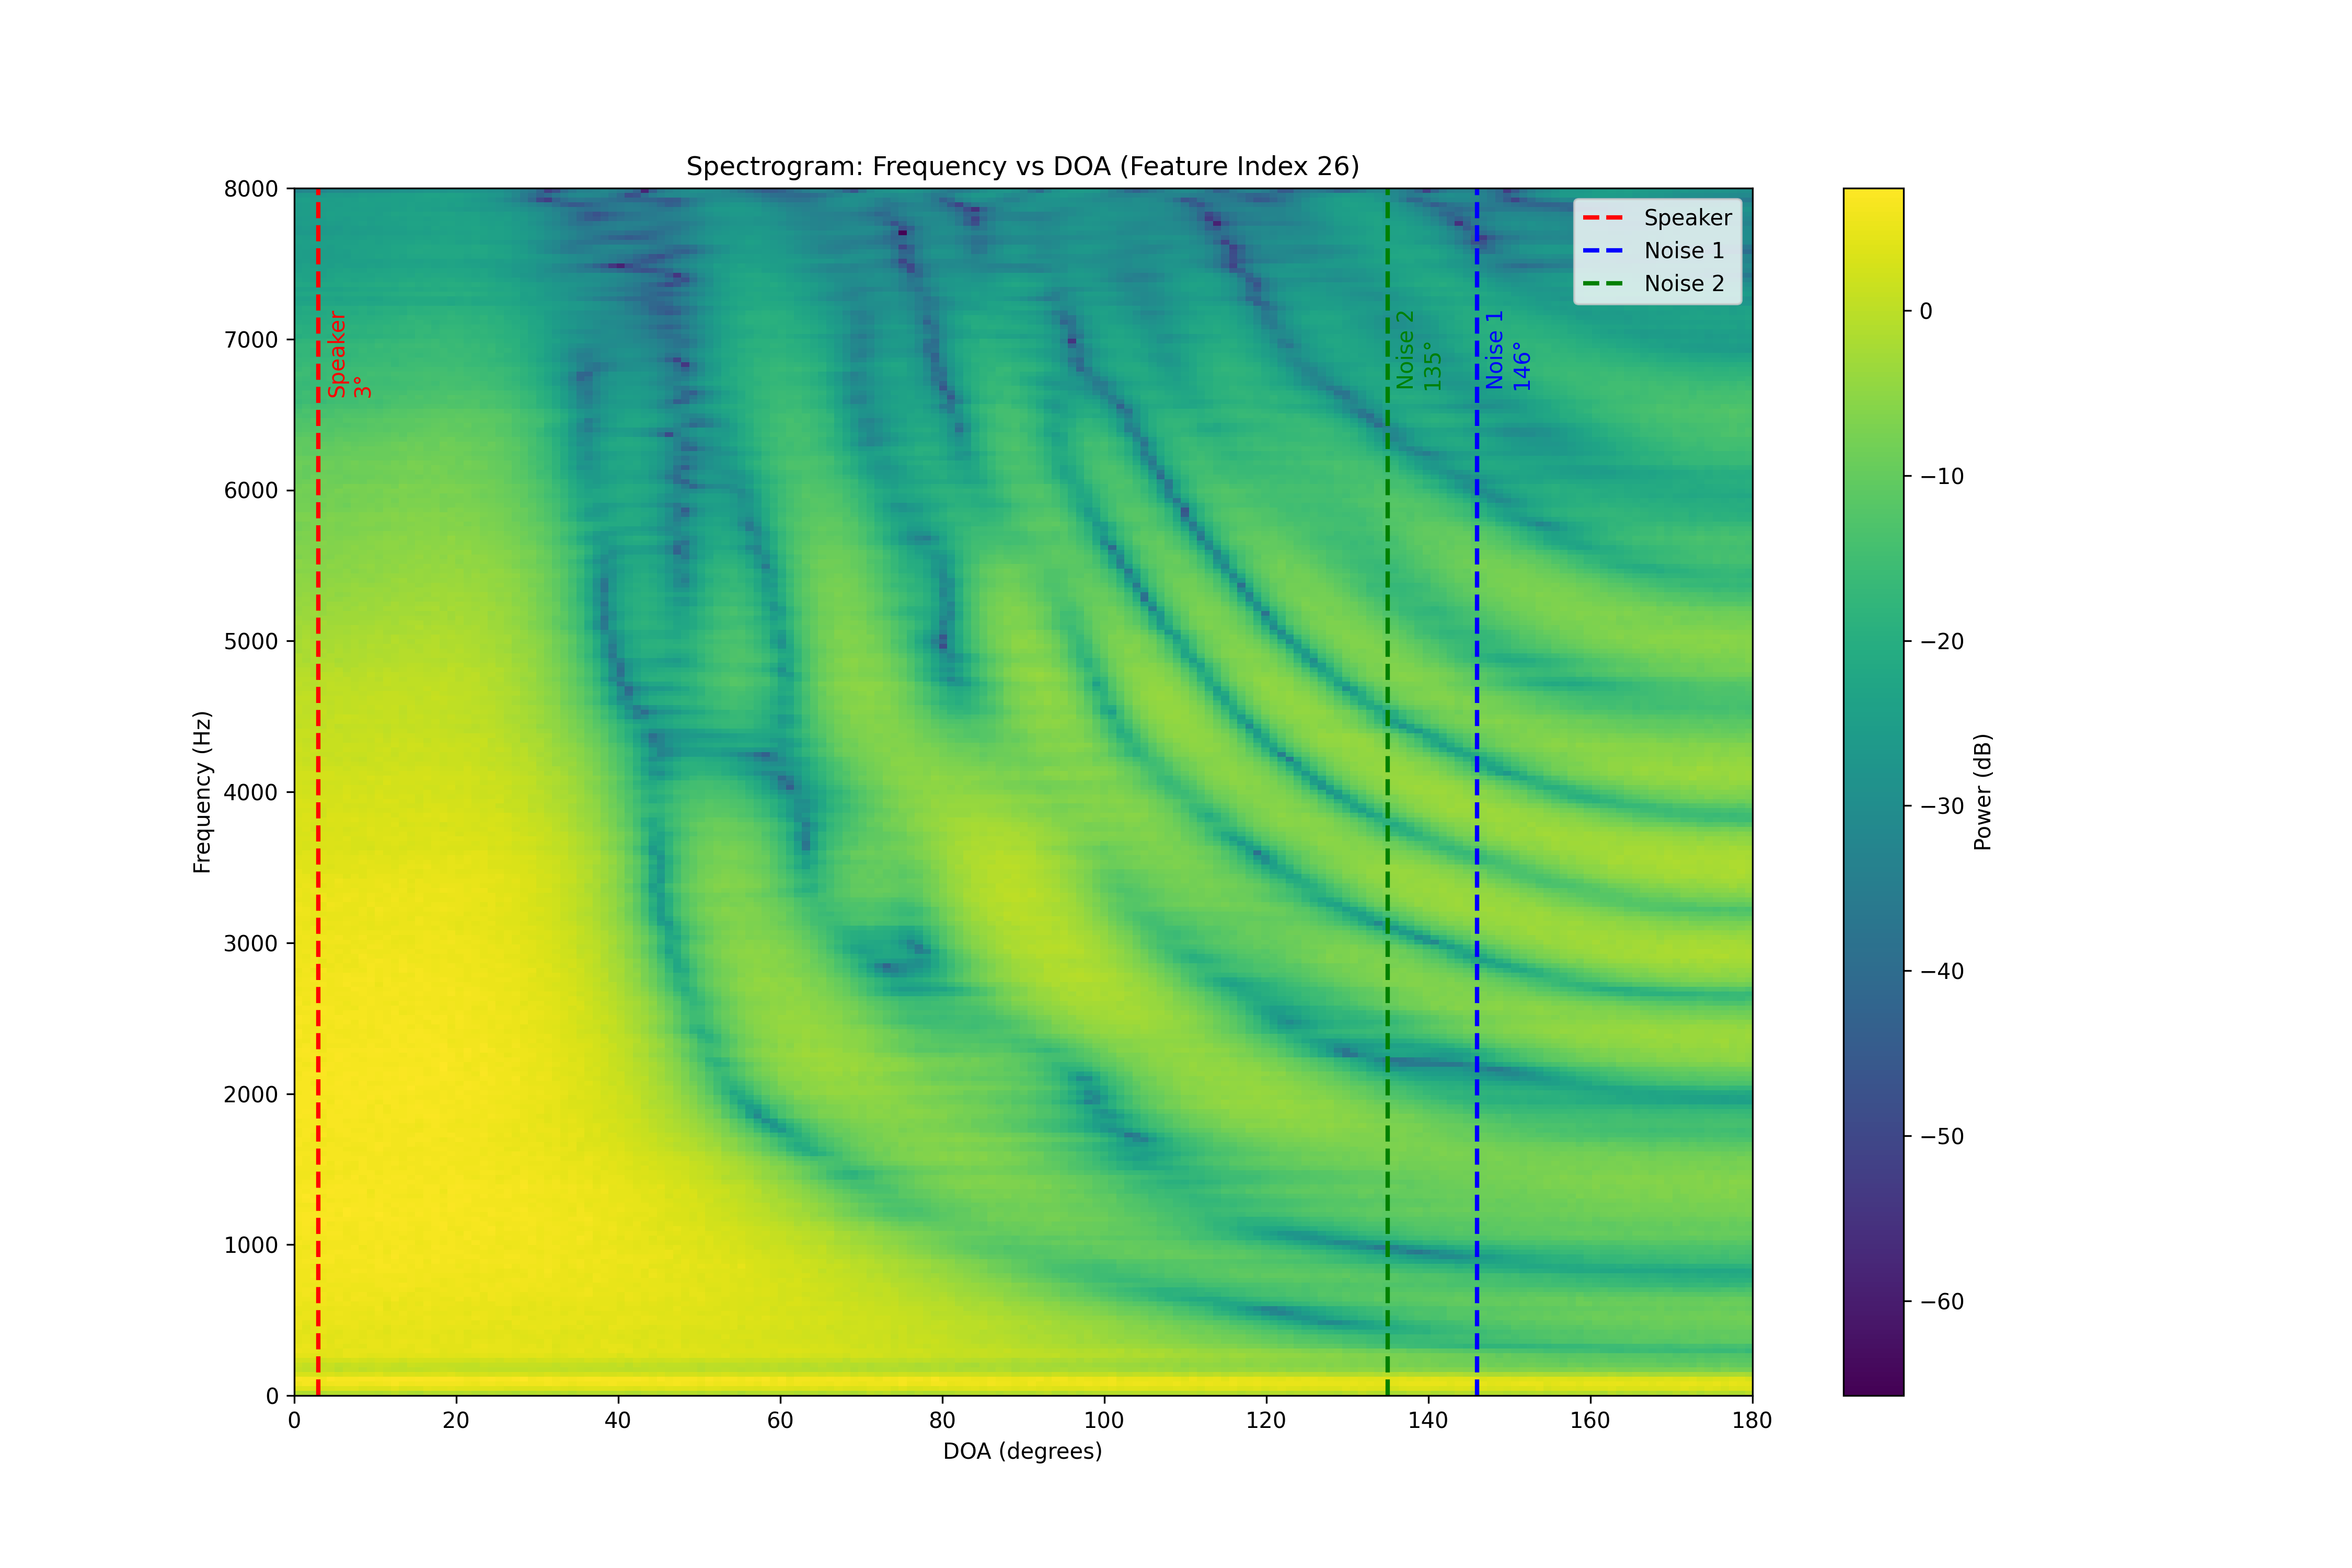 Spectrogram: Frequency vs DOA (Feature Index 26)
8000
7000
6000
5000
4000
3000
2000
1000
0
Frequency (Hz)
0
20
40
60
80
100
120
140
160
180
DOA (degrees)
Speaker
3°
Noise 2
135°
Noise 1
146°
Speaker
Noise 1
Noise 2
0
−10
−20
−30
−40
−50
−60
Power (dB)